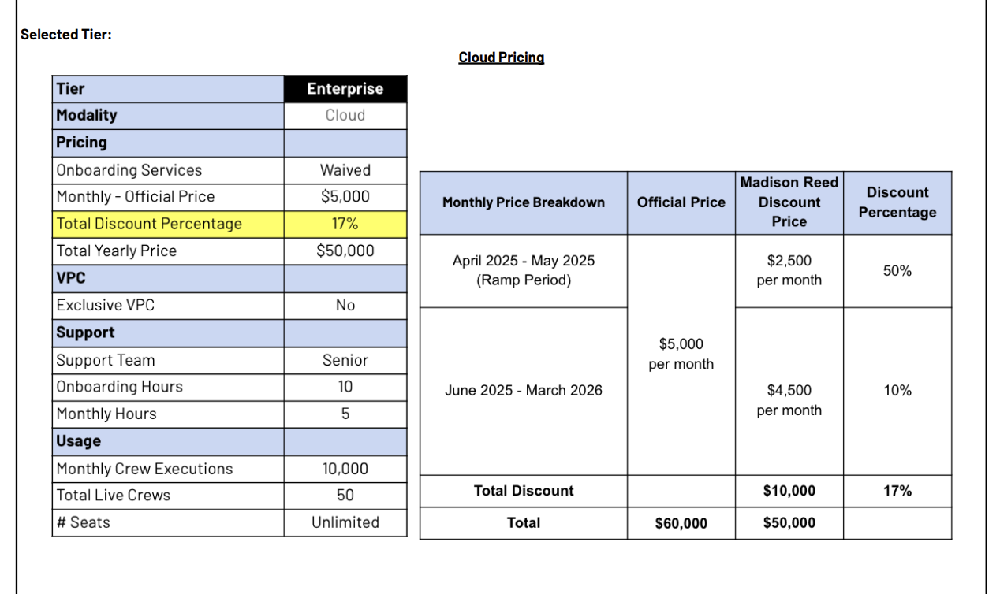 Selected Tier:
Cloud Pricing
Tier Enterprise
Modality Cloud
Pricing
Onboarding Services Waived
Monthly - Official Price $5,000
Total Discount Percentage 17%
Total Yearly Price $50,000
VPC
Exclusive VPC No
Support
Support Team Senior
Onboarding Hours 10
Monthly Hours 5
Usage
Monthly Crew Executions 10,000
Total Live Crews 50
# Seats Unlimited
Monthly Price Breakdown
Official Price
Madison Reed
Discount
Price
Discount
Percentage
April 2025 - May 2025
(Ramp Period)
$2,500
per month
50%
$5,000
per month
June 2025 - March 2026
$4,500
per month
10%
Total Discount $10,000 17%
Total $60,000 $50,000